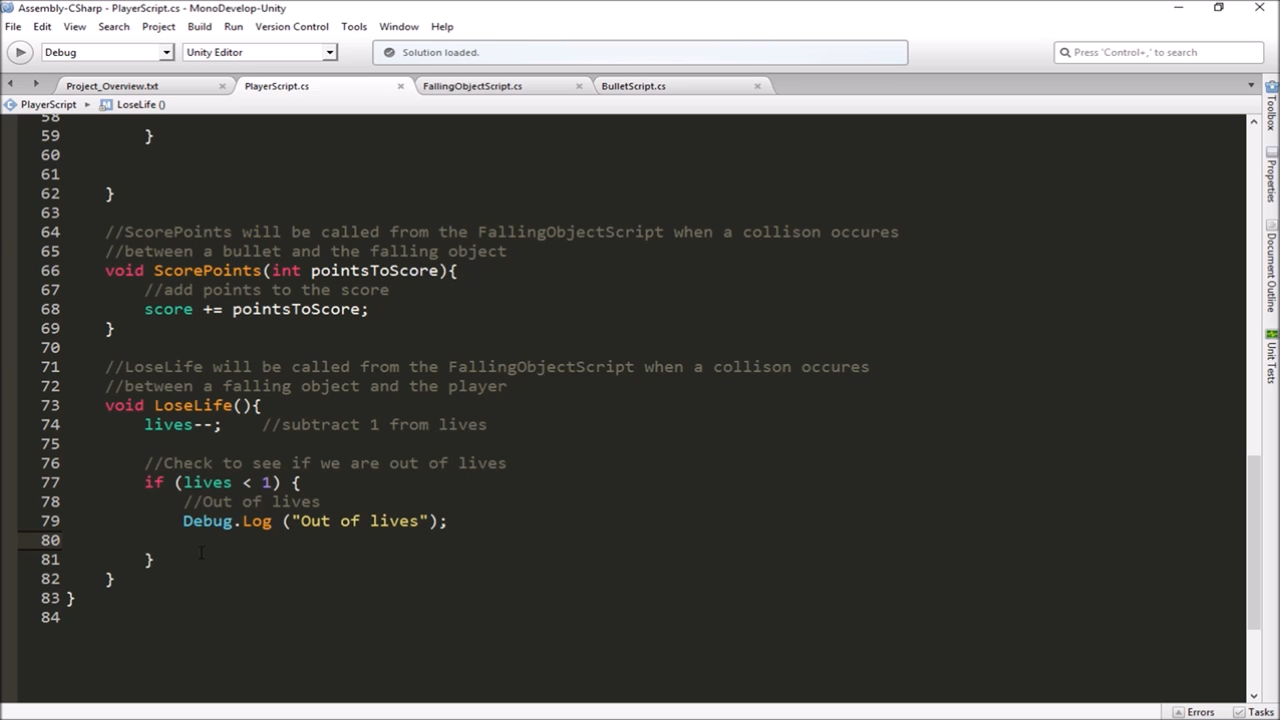 Assembly-CSharp - PlayerScript.cs - MonoDevelop-Unity
File Edit View Search Project Build Run Version Control Tools Window Help
Debug Unity Editor Solution loaded. Press 'Control+,' to search
Project_Overview.txt PlayerScript.cs FallingObjectScript.cs BulletScript.cs
PlayerScript LoseLife ()
58
59 }
60
61
62 }
63
64 //ScorePoints will be called from the FallingObjectScript when a collison occures
65 //between a bullet and the falling object
66 void ScorePoints(int pointsToScore){
67 //add points to the score
68 score += pointsToScore;
69 }
70
71 //LoseLife will be called from the FallingObjectScript when a collison occures
72 //between a falling object and the player
73 void LoseLife(){
74 lives--; //subtract 1 from lives
75
76 //Check to see if we are out of lives
77 if (lives < 1) {
78 //Out of lives
79 Debug.Log ("Out of lives");
80
81 }
82 }
83 }
84
Toolbox
Properties
Document Outline
Unit Tests
Errors Tasks